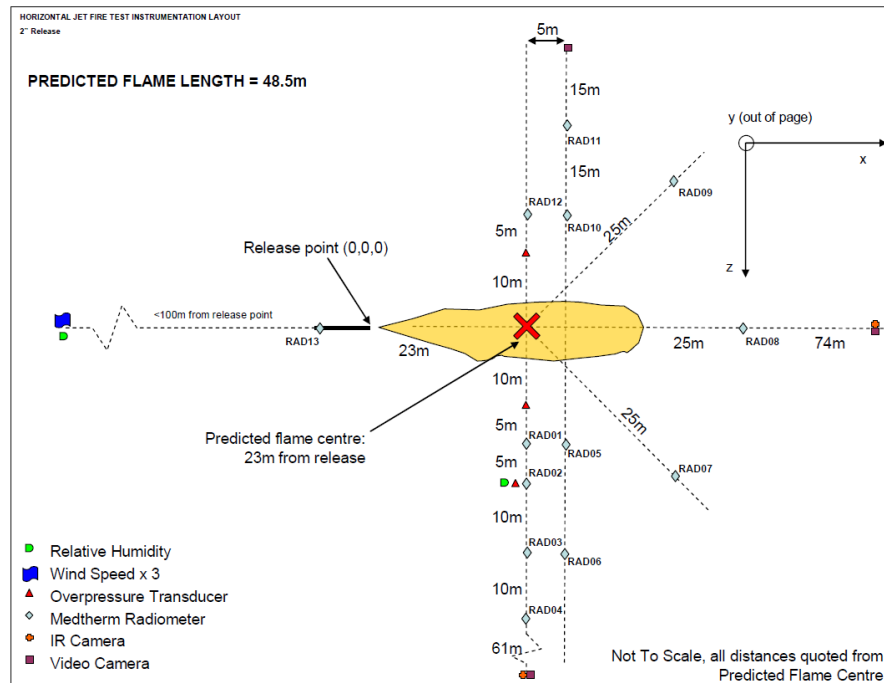 HORIZONTAL JET FIRE TEST INSTRUMENTATION LAYOUT
2" Release
PREDICTED FLAME LENGTH = 48.5m
5m
15m
RAD11
15m
y (out of page)
x
z
RAD12
RAD10
RAD09
25m
5m
10m
Release point (0,0,0)
<100m from release point
RAD13
23m
25m
RAD08
74m
10m
5m
Predicted flame centre:
23m from release
RAD01
RAD05
25m
5m
RAD02
RAD07
10m
RAD03
RAD06
10m
RAD04
61m
Relative Humidity
Wind Speed x 3
Overpressure Transducer
Medtherm Radiometer
IR Camera
Video Camera
Not To Scale, all distances quoted from
Predicted Flame Centre